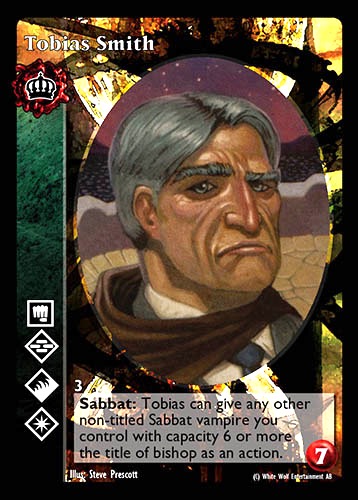 Tobias Smith
3
Sabbat: Tobias can give any other
non-titled Sabbat vampire you
control with capacity 6 or more
the title of bishop as an action.
7
Illus: Steve Prescott
(C) White Wolf Entertainment AB